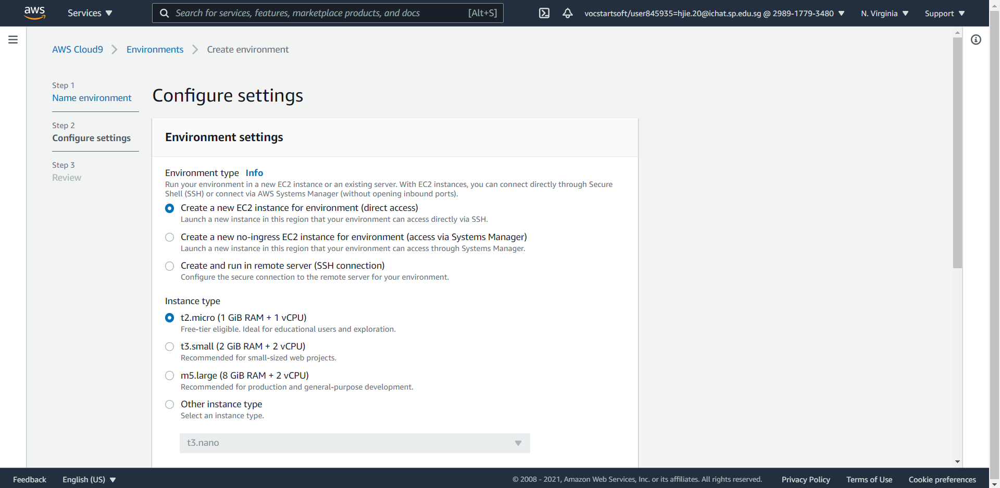 aws
Services
Search for services, features, marketplace products, and docs [Alt+S]
vocstartsoft/user845935=hjie.20@ichat.sp.edu.sg @ 2989-1779-3480
N. Virginia
Support
AWS Cloud9 Environments Create environment
Step 1
Name environment
Step 2
Configure settings
Step 3
Review
Configure settings
Environment settings
Environment type Info
Run your environment in a new EC2 instance or an existing server. With EC2 instances, you can connect directly through Secure
Shell (SSH) or connect via AWS Systems Manager (without opening inbound ports).
Create a new EC2 instance for environment (direct access)
Launch a new instance in this region that your environment can access directly via SSH.
Create a new no-ingress EC2 instance for environment (access via Systems Manager)
Launch a new instance in this region that your environment can access through Systems Manager.
Create and run in remote server (SSH connection)
Configure the secure connection to the remote server for your environment.
Instance type
t2.micro (1 GiB RAM + 1 vCPU)
Free-tier eligible. Ideal for educational users and exploration.
t3.small (2 GiB RAM + 2 vCPU)
Recommended for small-sized web projects.
m5.large (8 GiB RAM + 2 vCPU)
Recommended for production and general-purpose development.
Other instance type
Select an instance type.
t3.nano
Feedback
English (US)
© 2008 - 2021, Amazon Web Services, Inc. or its affiliates. All rights reserved.
Privacy Policy
Terms of Use
Cookie preferences